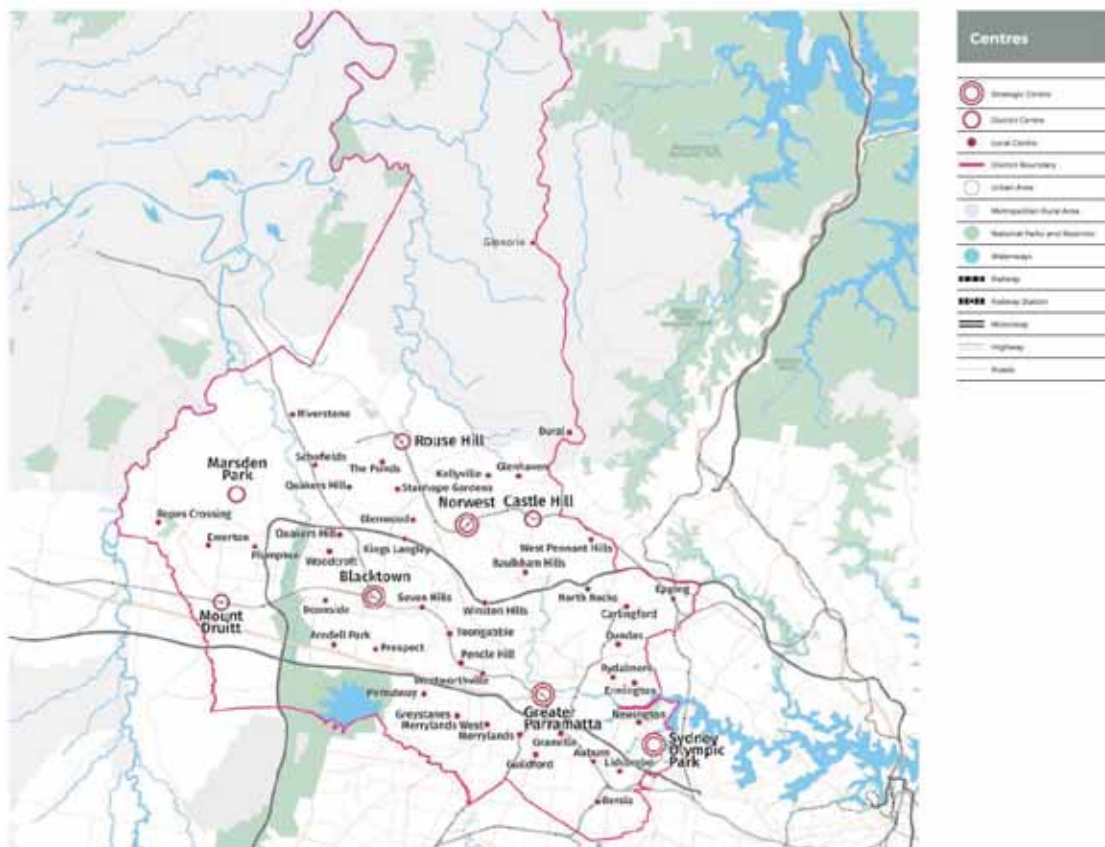 Centres
Strategic Centre
District Centre
Local Centre
District Boundary
Urban Area
Metropolitan Rural Area
National Parks and Reserves
Waterways
Railway
Railway Station
Motorway
Highway
Roads
Glenorie
Dural
Riverstone
Rouse Hill
Schofields
The Ponds
Kellyville
Glenhaven
Marsden
Park
Quakers Hill
Stanhope Gardens
Norwest
Castle Hill
Ropes Crossing
Glenwood
Emerton
Plumpton
Quakers Hill
Woodcroft
Kings Langley
West Pennant Hills
Baulkham Hills
Blacktown
Mount
Druitt
Doonside
Seven Hills
Winston Hills
North Rocks
Epping
Carlingford
Arndell Park
Prospect
Toongabbie
Dundas
Pencle Hill
Wentworthville
Rydalmere
Ermington
Pemulwuy
Greystanes
Merrylands West
Merrylands
Greater
Parramatta
Newington
Granville
Guildford
Auburn
Lidcombe
Sydney
Olympic
Park
Berala